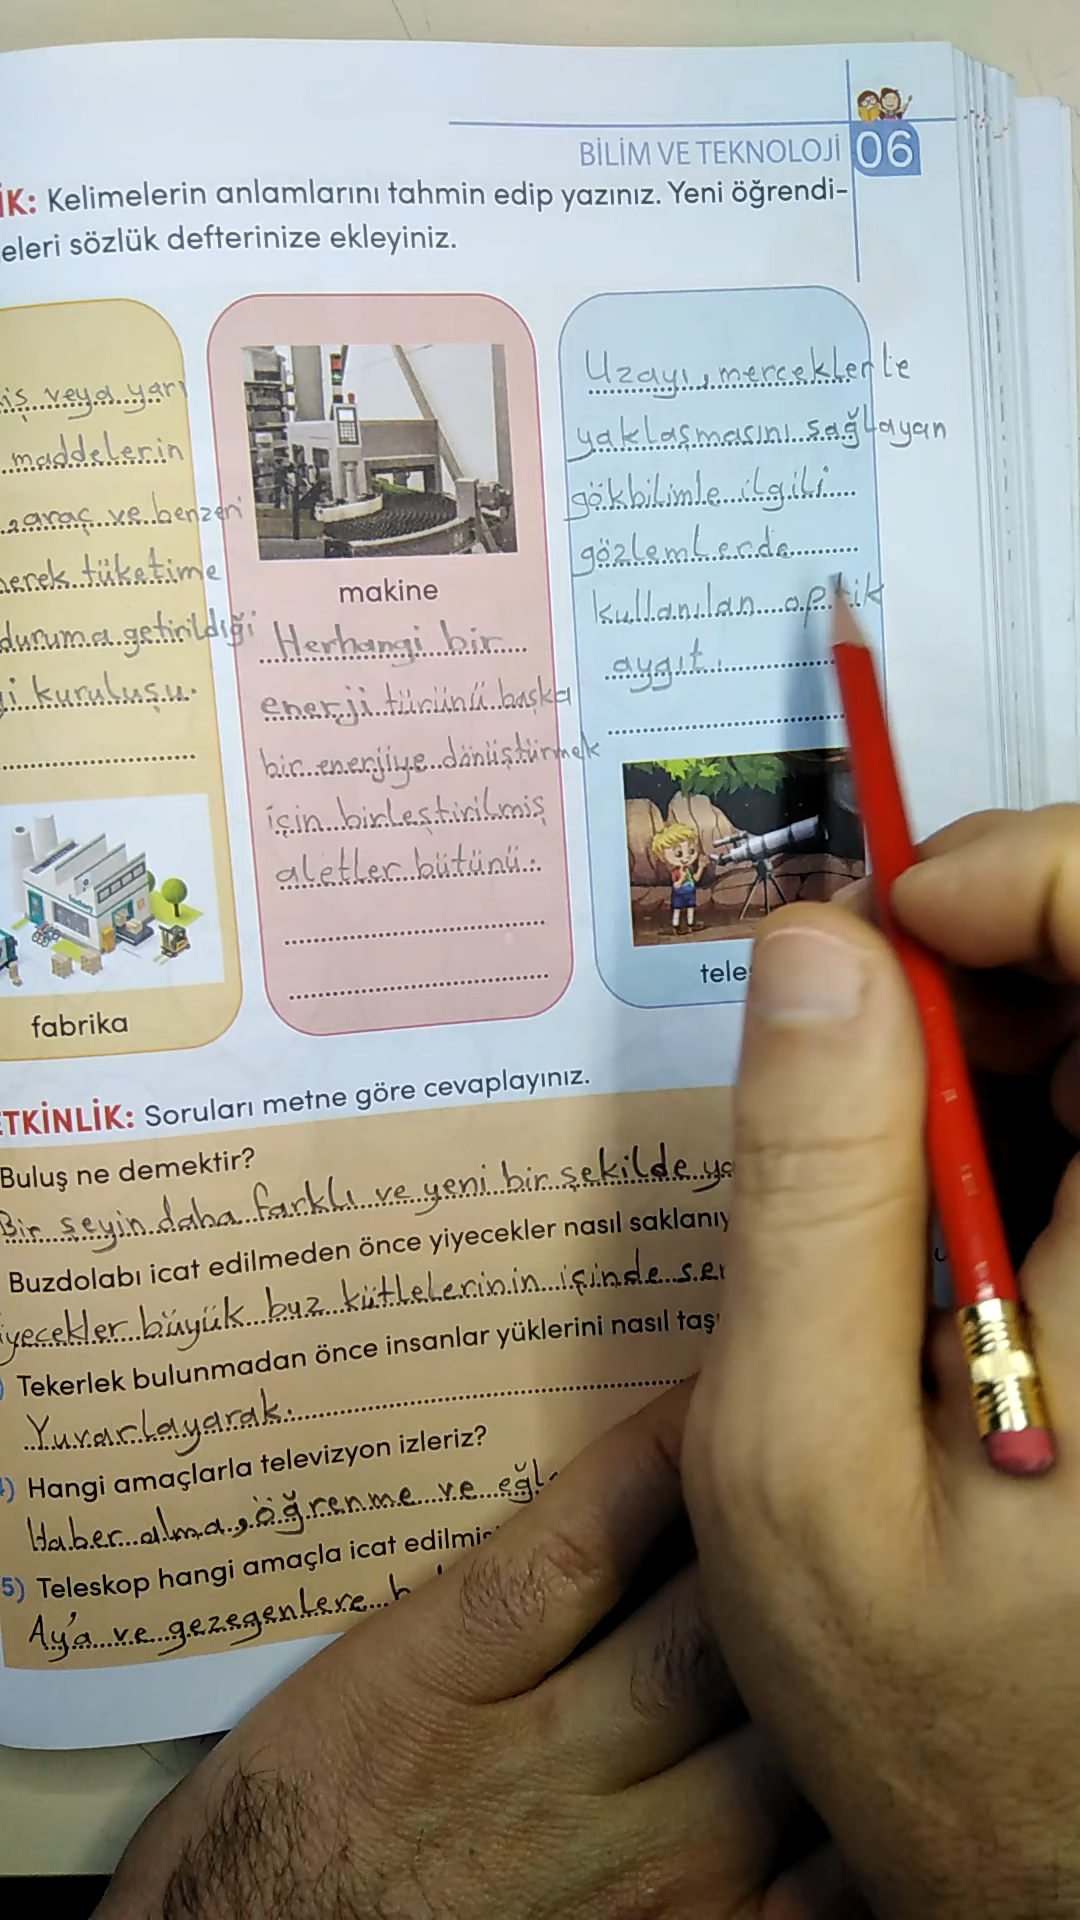 BİLİM VE TEKNOLOJİ 06
İK: Kelimelerin anlamlarını tahmin edip yazınız. Yeni öğrendi-
eleri sözlük defterinize ekleyiniz.
iş veya yarı
maddelerin
araç ve benzeri
erek tüketime
duruma getirildiği
i kuruluşu.
fabrika
makine
Herhangi bir
enerji türünü başka
bir enerjiye dönüştürmek
için birleştirilmiş
aletler bütünü.
Uzayı, merceklerle
yaklaşmasını sağlayan
gökbilimle ilgili
gözlemlerde
kullanılan optik
aygıt.
tele
TKİNLİK: Soruları metne göre cevaplayınız.
Buluş ne demektir?
Bir şeyin daha farklı ve yeni bir şekilde
Buzdolabı icat edilmeden önce yiyecekler nasıl saklanıy
iyecekler büyük buz kütlelerinin içinde ser
) Tekerlek bulunmadan önce insanlar yüklerini nasıl taş
Yuvarlayarak.
) Hangi amaçlarla televizyon izleriz?
Haber alma, öğrenme ve eğl
5) Teleskop hangi amaçla icat edilmiş
Ay'a ve gezegenlere